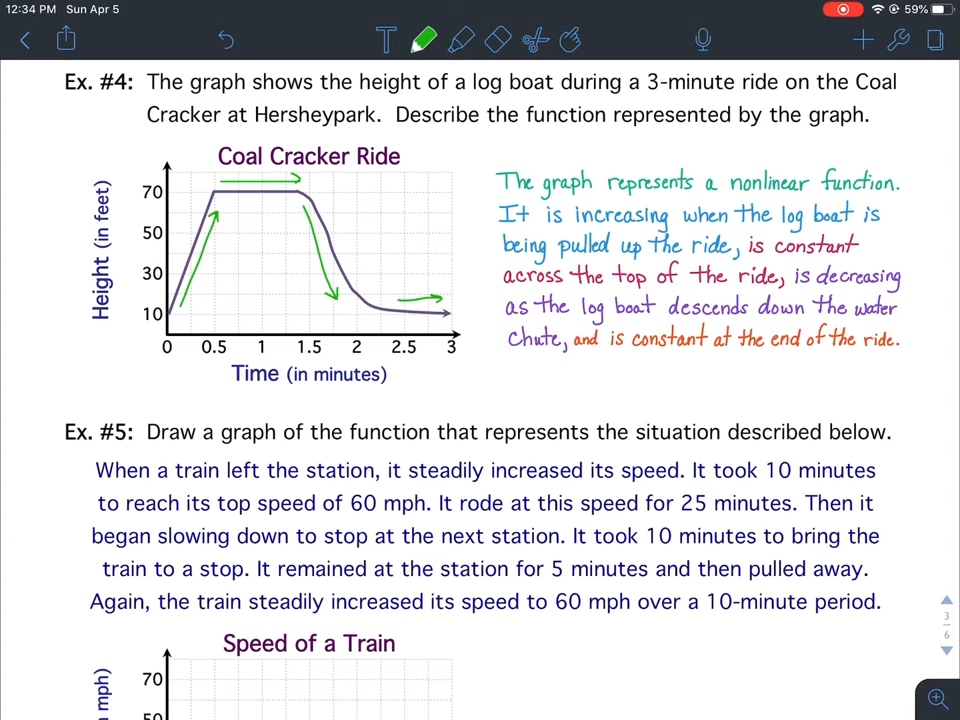 12:34 PM Sun Apr 5 59%
T
Ex. #4: The graph shows the height of a log boat during a 3-minute ride on the Coal
Cracker at Hersheypark. Describe the function represented by the graph.
Coal Cracker Ride
Height (in feet)
70
50
30
10
0 0.5 1 1.5 2 2.5 3
Time (in minutes)
The graph represents a nonlinear function.
It is increasing when the log boat is
being pulled up the ride, is constant
across the top of the ride, is decreasing
as the log boat descends down the water
chute, and is constant at the end of the ride.
Ex. #5: Draw a graph of the function that represents the situation described below.
When a train left the station, it steadily increased its speed. It took 10 minutes
to reach its top speed of 60 mph. It rode at this speed for 25 minutes. Then it
began slowing down to stop at the next station. It took 10 minutes to bring the
train to a stop. It remained at the station for 5 minutes and then pulled away.
Again, the train steadily increased its speed to 60 mph over a 10-minute period.
3
6
Speed of a Train
mph)
70
50